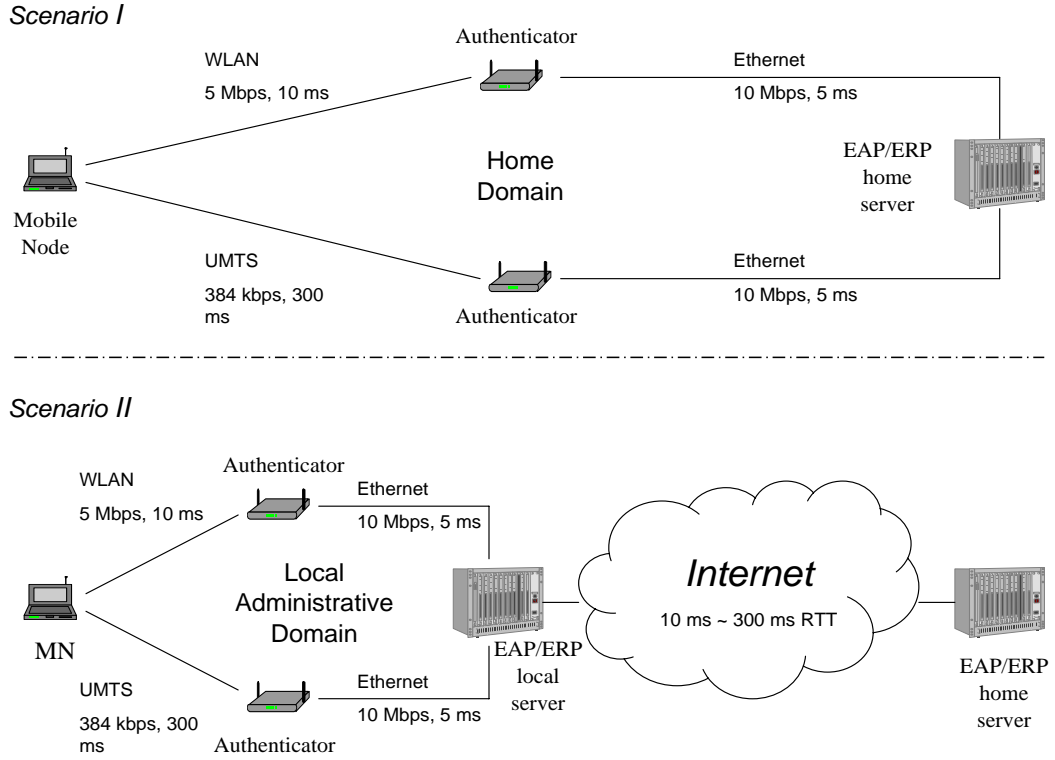 Scenario I
Authenticator
WLAN
5 Mbps, 10 ms
Ethernet
10 Mbps, 5 ms
Home
Domain
EAP/ERP
home
server
Mobile
Node
UMTS
384 kbps, 300
ms
Authenticator
Ethernet
10 Mbps, 5 ms
Scenario II
Authenticator
WLAN
5 Mbps, 10 ms
Ethernet
10 Mbps, 5 ms
Local
Administrative
Domain
Internet
10 ms ~ 300 ms RTT
MN
EAP/ERP
local
server
EAP/ERP
home
server
UMTS
384 kbps, 300
ms
Authenticator
Ethernet
10 Mbps, 5 ms